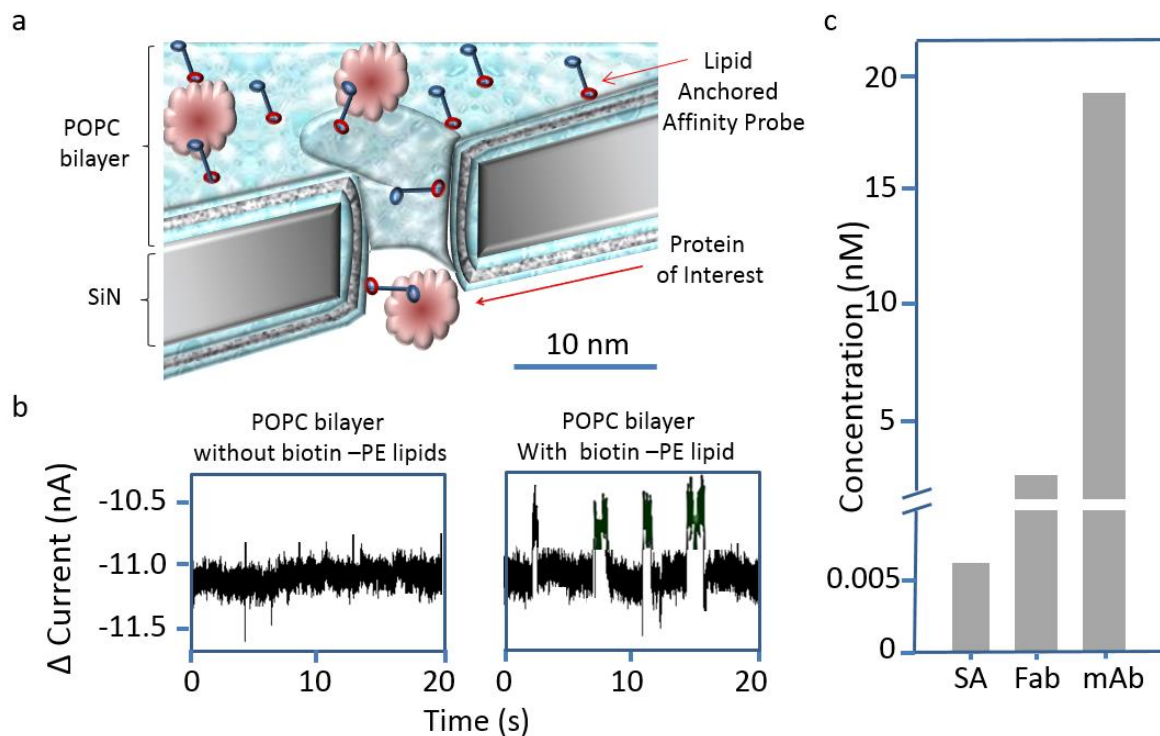 a
POPC
bilayer
SiN
Lipid
Anchored
Affinity Probe
Protein
of Interest
10 nm
b
POPC bilayer
without biotin –PE lipids
POPC bilayer
With biotin –PE lipid
Δ Current (nA)
-10.5
-11.0
-11.5
0
10
20
0
10
20
Time (s)
c
Concentration (nM)
20
15
10
5
0.005
0
SA
Fab
mAb